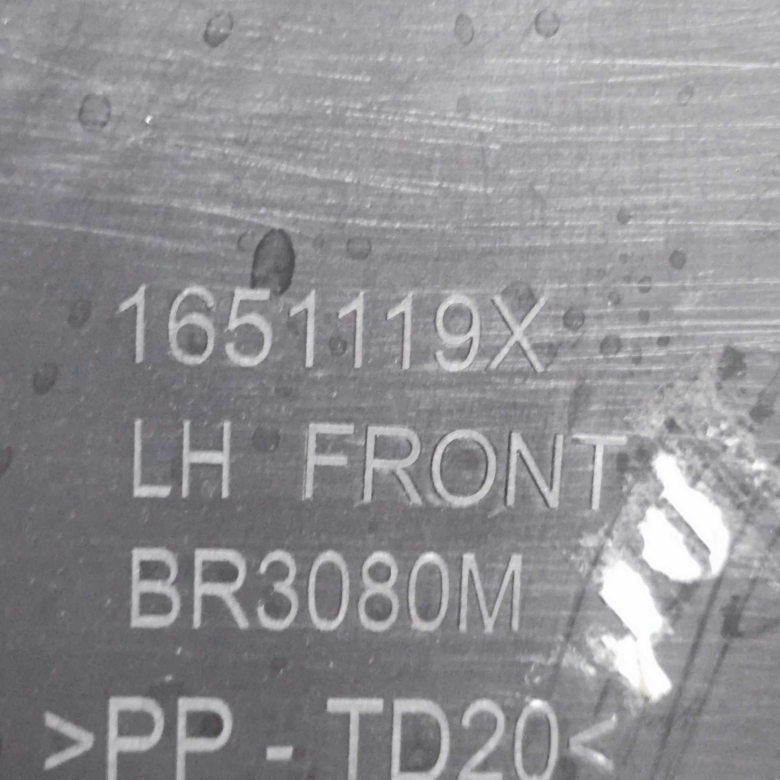 1651119X
LH FRONT
BR3080M
>PP - TD20<